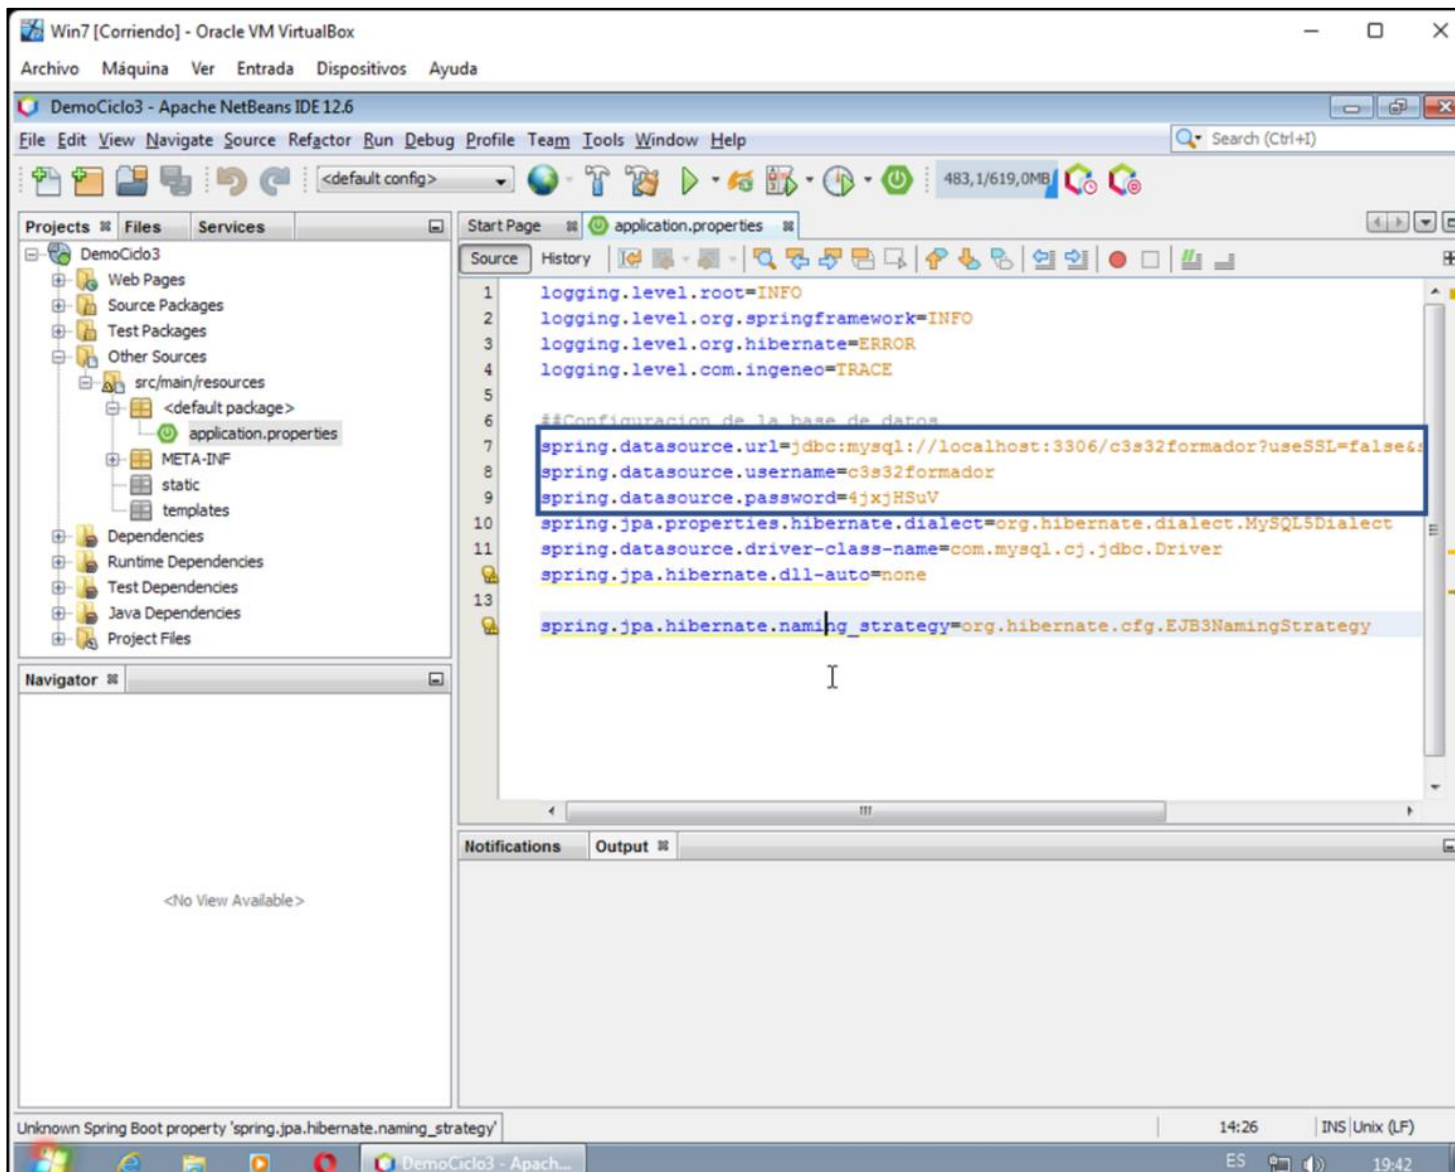 Win7 [Corriendo] - Oracle VM VirtualBox
Archivo Máquina Ver Entrada Dispositivos Ayuda
DemoCiclo3 - Apache NetBeans IDE 12.6
File Edit View Navigate Source Refactor Run Debug Profile Team Tools Window Help
Search (Ctrl+I)
<default config>
483,1/619,0MB
Projects Files Services
DemoCiclo3
Web Pages
Source Packages
Test Packages
Other Sources
src/main/resources
<default package>
application.properties
META-INF
static
templates
Dependencies
Runtime Dependencies
Test Dependencies
Java Dependencies
Project Files
Navigator
<No View Available>
Start Page application.properties
Source History
1 logging.level.root=INFO
2 logging.level.org.springframework=INFO
3 logging.level.org.hibernate=ERROR
4 logging.level.com.ingeneo=TRACE
5
6 ##Configuracion de la base de datos
7 spring.datasource.url=jdbc:mysql://localhost:3306/c3s32formador?useSSL=false&s
8 spring.datasource.username=c3s32formador
9 spring.datasource.password=4jxjHSuV
10 spring.jpa.properties.hibernate.dialect=org.hibernate.dialect.MySQL5Dialect
11 spring.datasource.driver-class-name=com.mysql.cj.jdbc.Driver
spring.jpa.hibernate.dll-auto=none
13
spring.jpa.hibernate.naming_strategy=org.hibernate.cfg.EJB3NamingStrategy
Notifications Output
Unknown Spring Boot property 'spring.jpa.hibernate.naming_strategy'
14:26 INS Unix (LF)
DemoCiclo3 - Apach...
ES 19:42